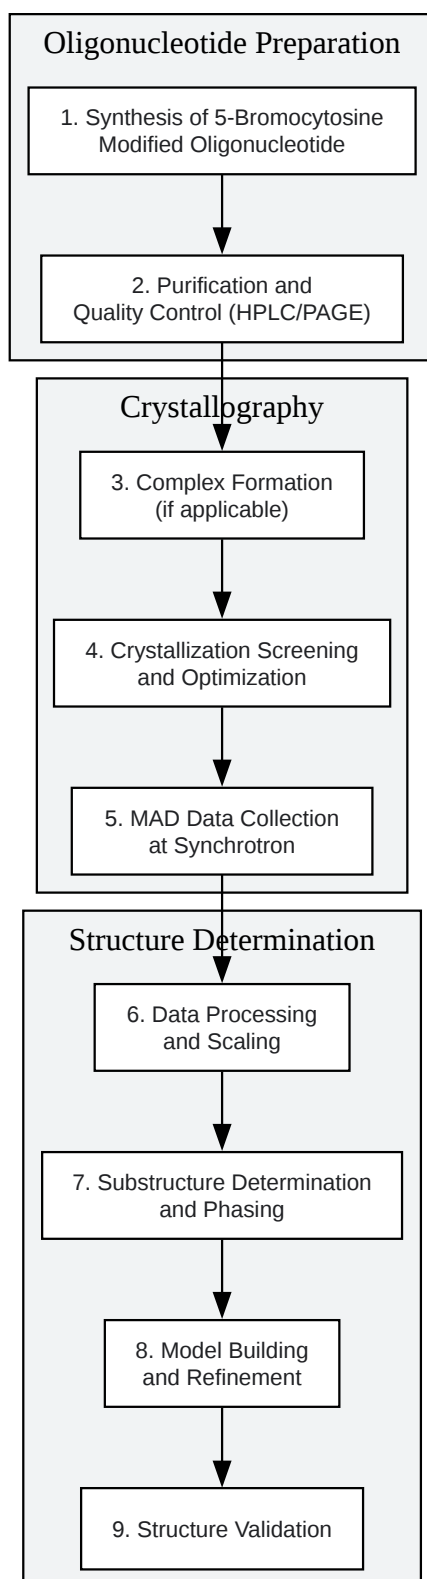 Oligonucleotide Preparation
1. Synthesis of 5-Bromocytosine
Modified Oligonucleotide
2. Purification and
Quality Control (HPLC/PAGE)
Crystallography
3. Complex Formation
(if applicable)
4. Crystallization Screening
and Optimization
5. MAD Data Collection
at Synchrotron
Structure Determination
6. Data Processing
and Scaling
7. Substructure Determination
and Phasing
8. Model Building
and Refinement
9. Structure Validation